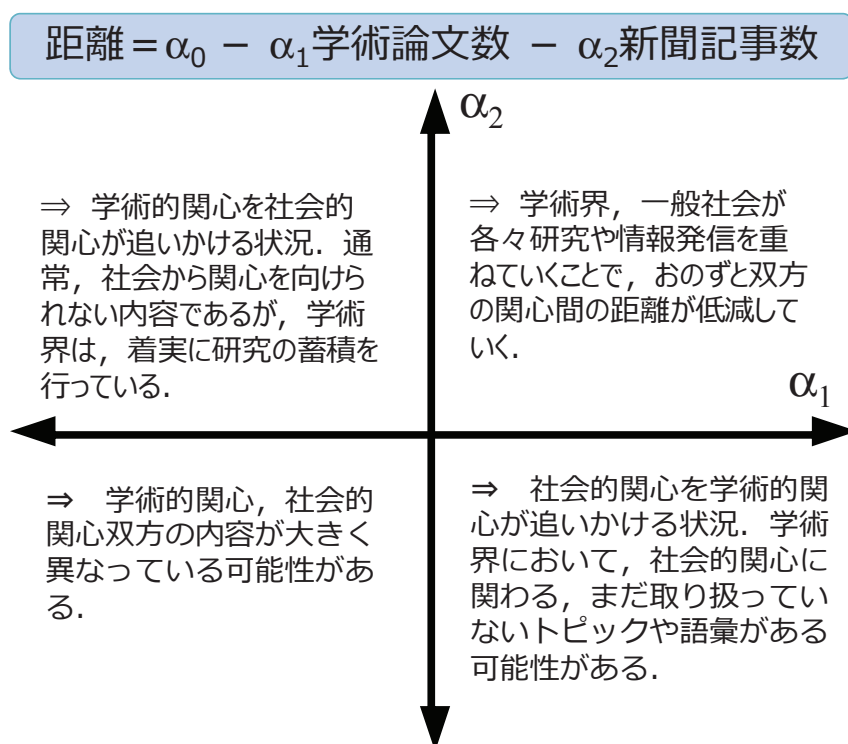 距離＝α₀ － α₁学術論文数 － α₂新聞記事数
α₂
⇒ 学術的関心を社会的
関心が追いかける状況．通
常，社会から関心を向けら
れない内容であるが，学術
界は，着実に研究の蓄積を
行っている．
⇒ 学術界，一般社会が
各々研究や情報発信を重
ねていくことで，おのずと双方
の関心間の距離が低減して
いく．
α₁
⇒ 学術的関心，社会的
関心双方の内容が大きく
異なっている可能性があ
る．
⇒ 社会的関心を学術的関
心が追いかける状況．学術
界において，社会的関心に
関わる，まだ取り扱ってい
ないトピックや語彙がある
可能性がある．